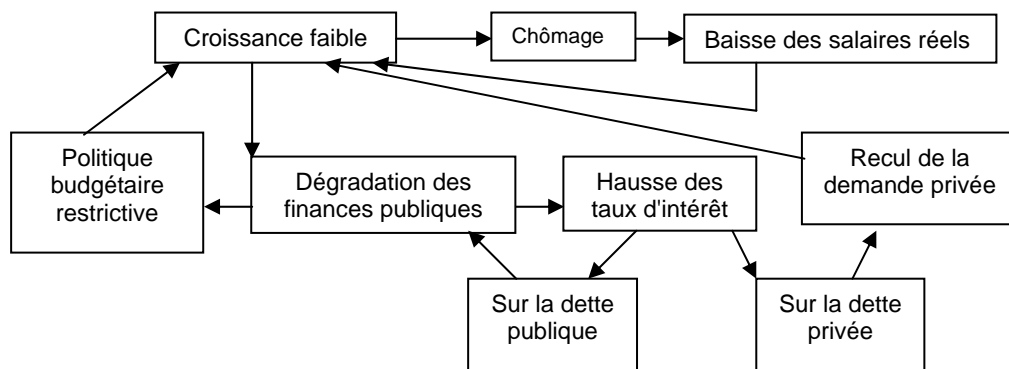 Croissance faible
Chômage
Baisse des salaires réels
Politique
budgétaire
restrictive
Dégradation des
finances publiques
Hausse des
taux d'intérêt
Recul de la
demande privée
Sur la dette
publique
Sur la dette
privée